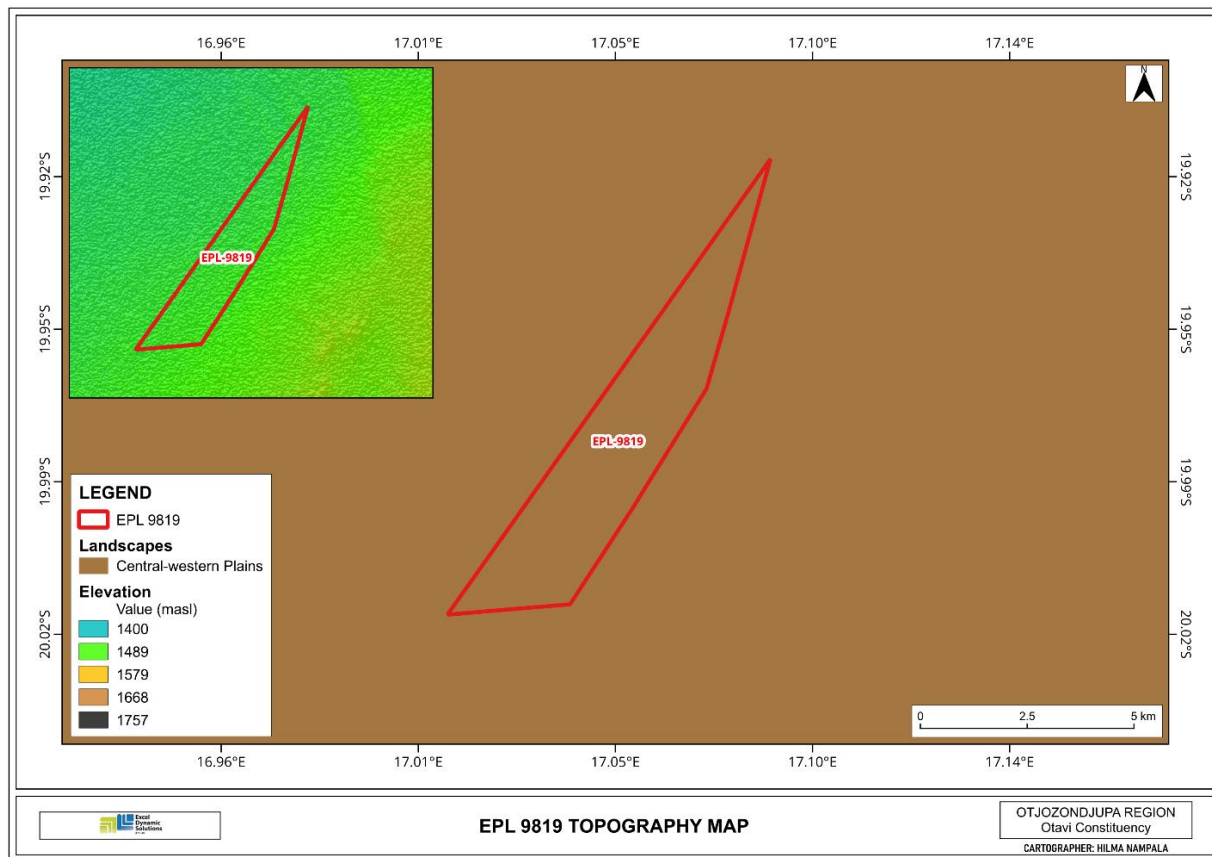 16.96°E 17.01°E 17.05°E 17.10°E 17.14°E
N
19.92°S
19.95°S
19.99°S
20.02°S
19.92°S
19.95°S
19.99°S
20.02°S
EPL-9819
EPL-9819
LEGEND
EPL 9819
Landscapes
Central-western Plains
Elevation
Value (masl)
1400
1489
1579
1668
1757
0 2.5 5 km
16.96°E 17.01°E 17.05°E 17.10°E 17.14°E
Excel
Dynamic
Solutions
EPL 9819 TOPOGRAPHY MAP
OTJOZONDJUPA REGION
Otavi Constituency
CARTOGRAPHER: HILMA NAMPALA